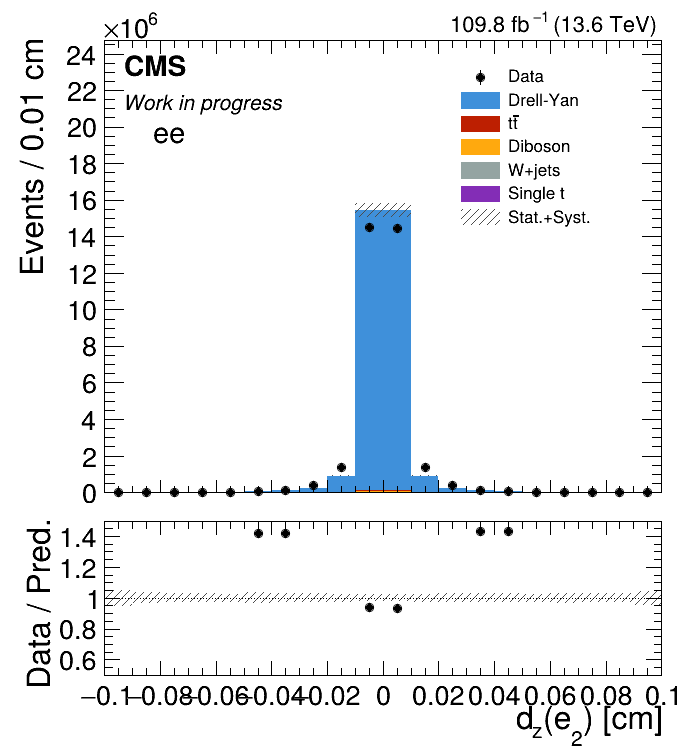 ×10⁶
109.8 fb⁻¹ (13.6 TeV)
CMS
Work in progress
ee
Data
Drell-Yan
tt̄
Diboson
W+jets
Single t
Stat.+Syst.
Events / 0.01 cm
24
22
20
18
16
14
12
10
8
6
4
2
0
Data / Pred.
1.4
1.2
1
0.8
0.6
−0.1−0.08−0.06−0.04−0.02 0 0.02 0.04 0.06 0.08 0.1
d_z(e_2) [cm]